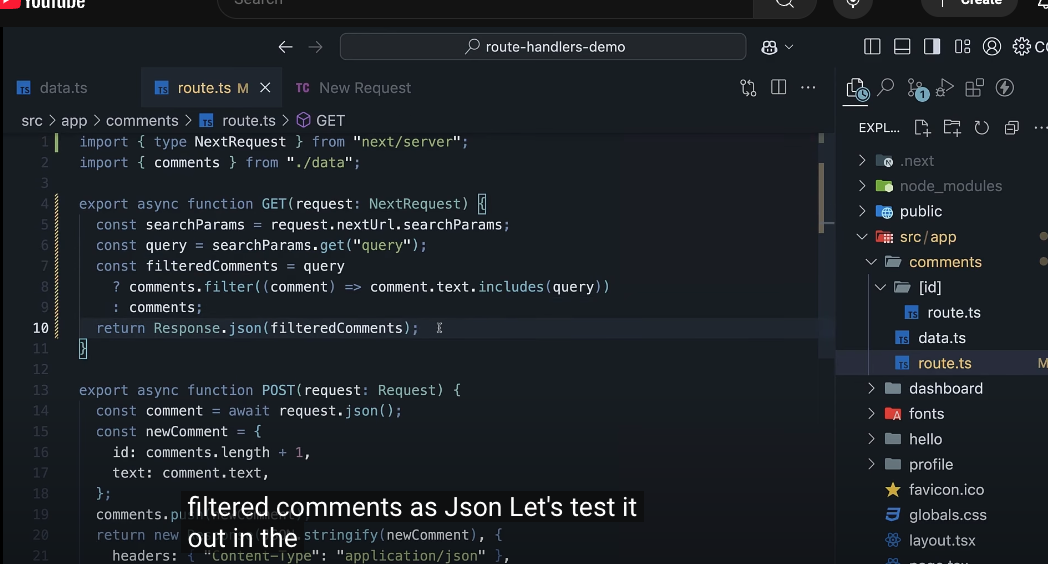 YouTube
Search
Create
route-handlers-demo
data.ts
route.ts M
New Request
src > app > comments > route.ts > GET
1 import { type NextRequest } from "next/server";
2 import { comments } from "./data";
3
4 export async function GET(request: NextRequest) {
5 const searchParams = request.nextUrl.searchParams;
6 const query = searchParams.get("query");
7 const filteredComments = query
8 ? comments.filter((comment) => comment.text.includes(query))
9 : comments;
10 return Response.json(filteredComments);
11 }
12
13 export async function POST(request: Request) {
14 const comment = await request.json();
15 const newComment = {
16 id: comments.length + 1,
17 text: comment.text,
18 };
19 comments.pu
20 return new .stringify(newComment), {
21 headers: { "Content-Type": "application/json" },
filtered comments as Json Let's test it
out in the
EXPL...
.next
node_modules
public
src/app
comments
[id]
route.ts
data.ts
route.ts M
dashboard
fonts
hello
profile
favicon.ico
globals.css
layout.tsx